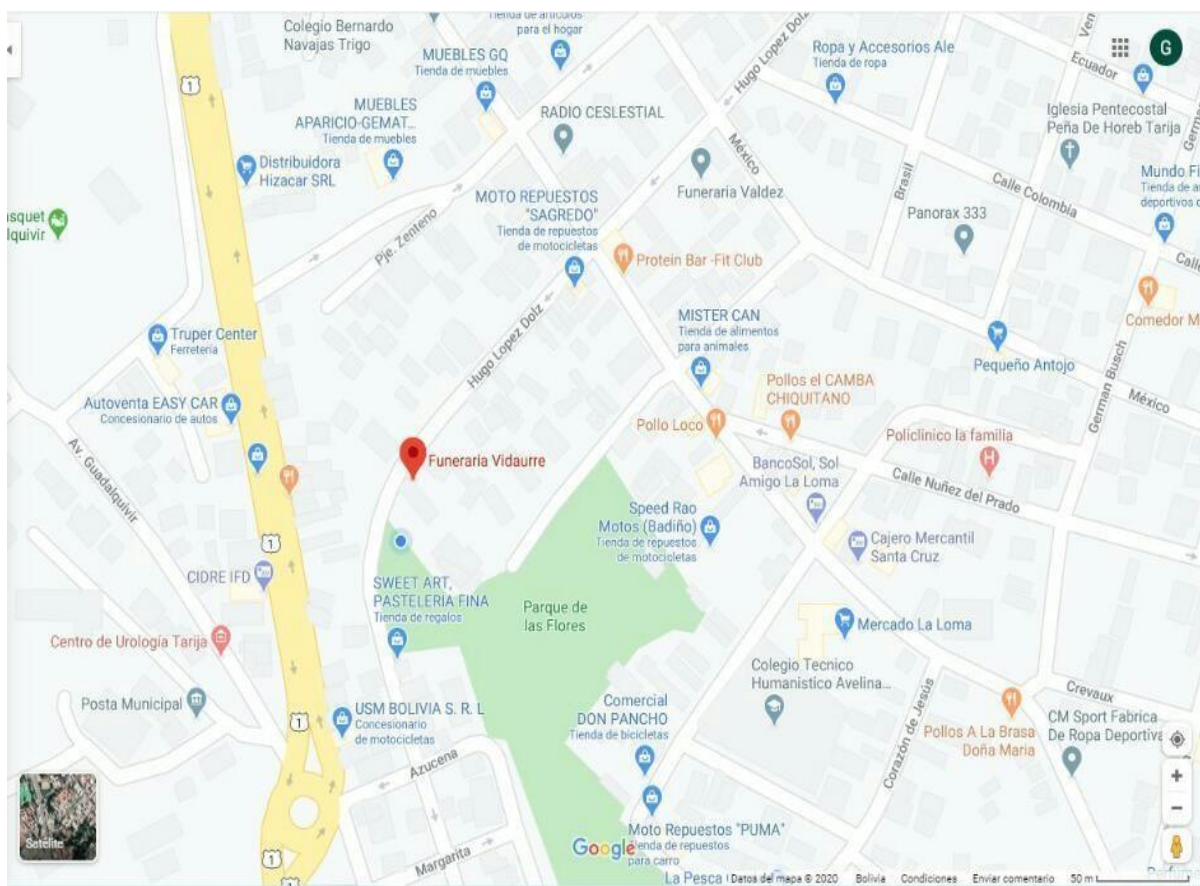 Tienda de artículos
para el hogar
Colegio Bernardo
Navajas Trigo
MUEBLES GQ
Tienda de muebles
Hugo Lopez Dolz
Ropa y Accesorios Ale
Tienda de ropa
G
Ecuador
1
MUEBLES
APARICIO-GEMAT...
Tienda de muebles
RADIO CESLESTIAL
Iglesia Pentecostal
Peña De Horeb Tarija
Distribuidora
Hizacar SRL
México
Funeraria Valdez
Brasil
Calle Colombia
Mundo Fi
Tienda de a
deportivos
MOTO REPUESTOS
"SAGREDO"
Tienda de repuestos
de motocicletas
Panorax 333
asquet
lquivir
Pje. Zenteno
Protein Bar -Fit Club
Calle
Truper Center
Ferretería
Hugo Lopez Dolz
MISTER CAN
Tienda de alimentos
para animales
Comedor M
Pequeño Antojo
German Busch
México
Autoventa EASY CAR
Concesionario de autos
Pollos el CAMBA
CHIQUITANO
Pollo Loco
Policlinico la familia
Av. Guadalquivir
Funeraria Vidaurre
BancoSol, Sol
Amigo La Loma
Calle Nuñez del Prado
1
Speed Rao
Motos (Badiño)
Tienda de repuestos
de motocicletas
Cajero Mercantil
Santa Cruz
CIDRE IFD
SWEET ART,
PASTELERÍA FINA
Tienda de regalos
Parque de
las Flores
Mercado La Loma
Centro de Urología Tarija
Colegio Tecnico
Humanistico Avelina...
Posta Municipal
Corazón de Jesús
Crevaux
1
USM BOLIVIA S. R. L
Concesionario
de motocicletas
Comercial
DON PANCHO
Tienda de bicicletas
Pollos A La Brasa
Doña Maria
CM Sport Fabrica
De Ropa Deportiva
Azucena
Satélite
Moto Repuestos "PUMA"
Tienda de repuestos
para carro
Google
Margarita
1
La Pesca
Datos del mapa © 2020 Bolivia Condiciones Enviar comentario 50 m